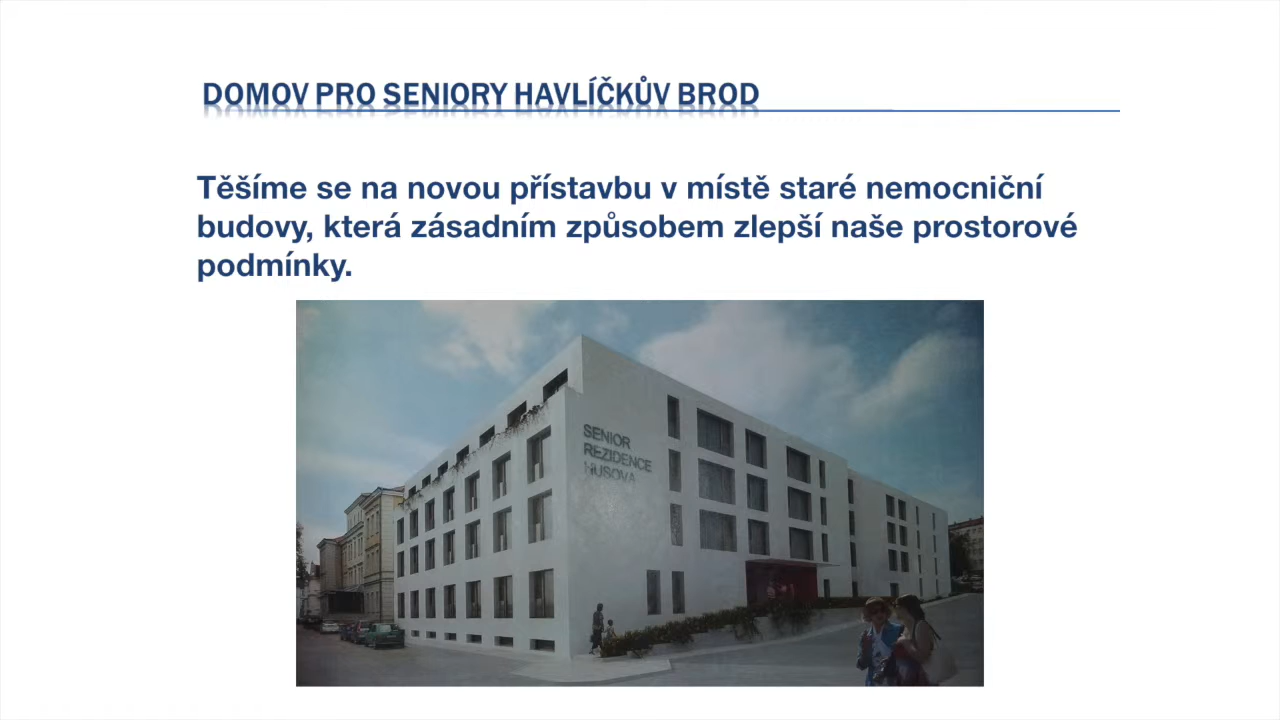 DOMOV PRO SENIORY HAVLÍČKŮV BROD
Těšíme se na novou přístavbu v místě staré nemocniční
budovy, která zásadním způsobem zlepší naše prostorové
podmínky.
SENIOR
REZIDENCE
HUSOVA